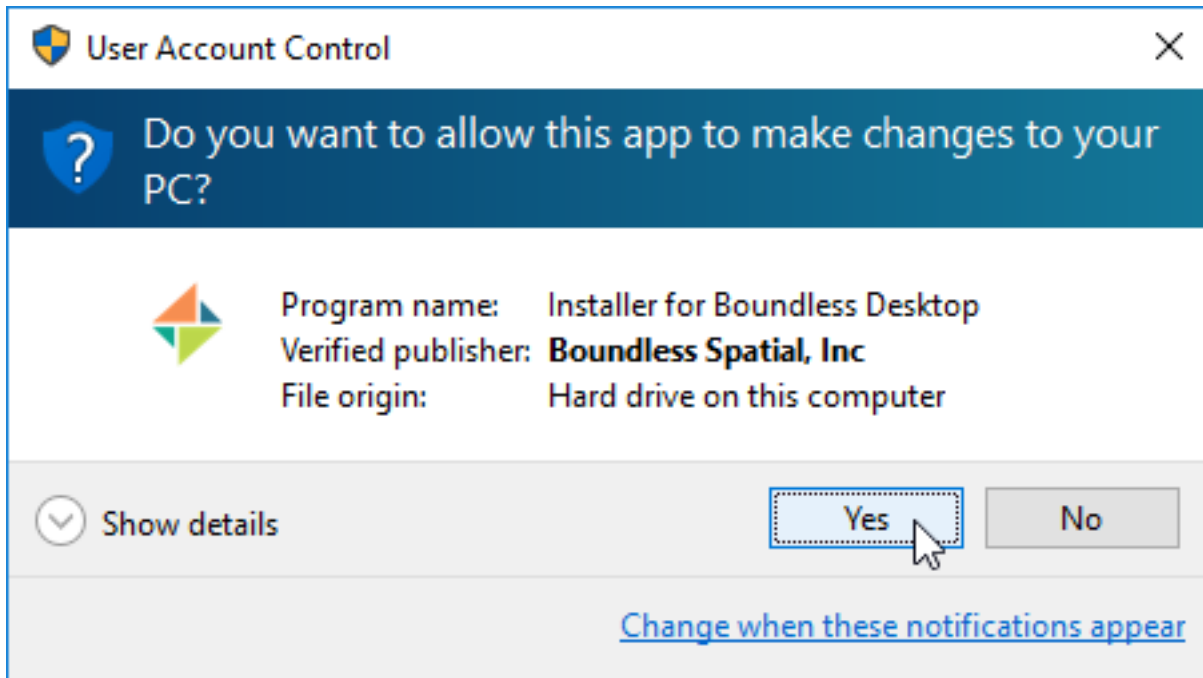 User Account Control
Do you want to allow this app to make changes to your
PC?
Program name: Installer for Boundless Desktop
Verified publisher: Boundless Spatial, Inc
File origin: Hard drive on this computer
Show details Yes No
Change when these notifications appear